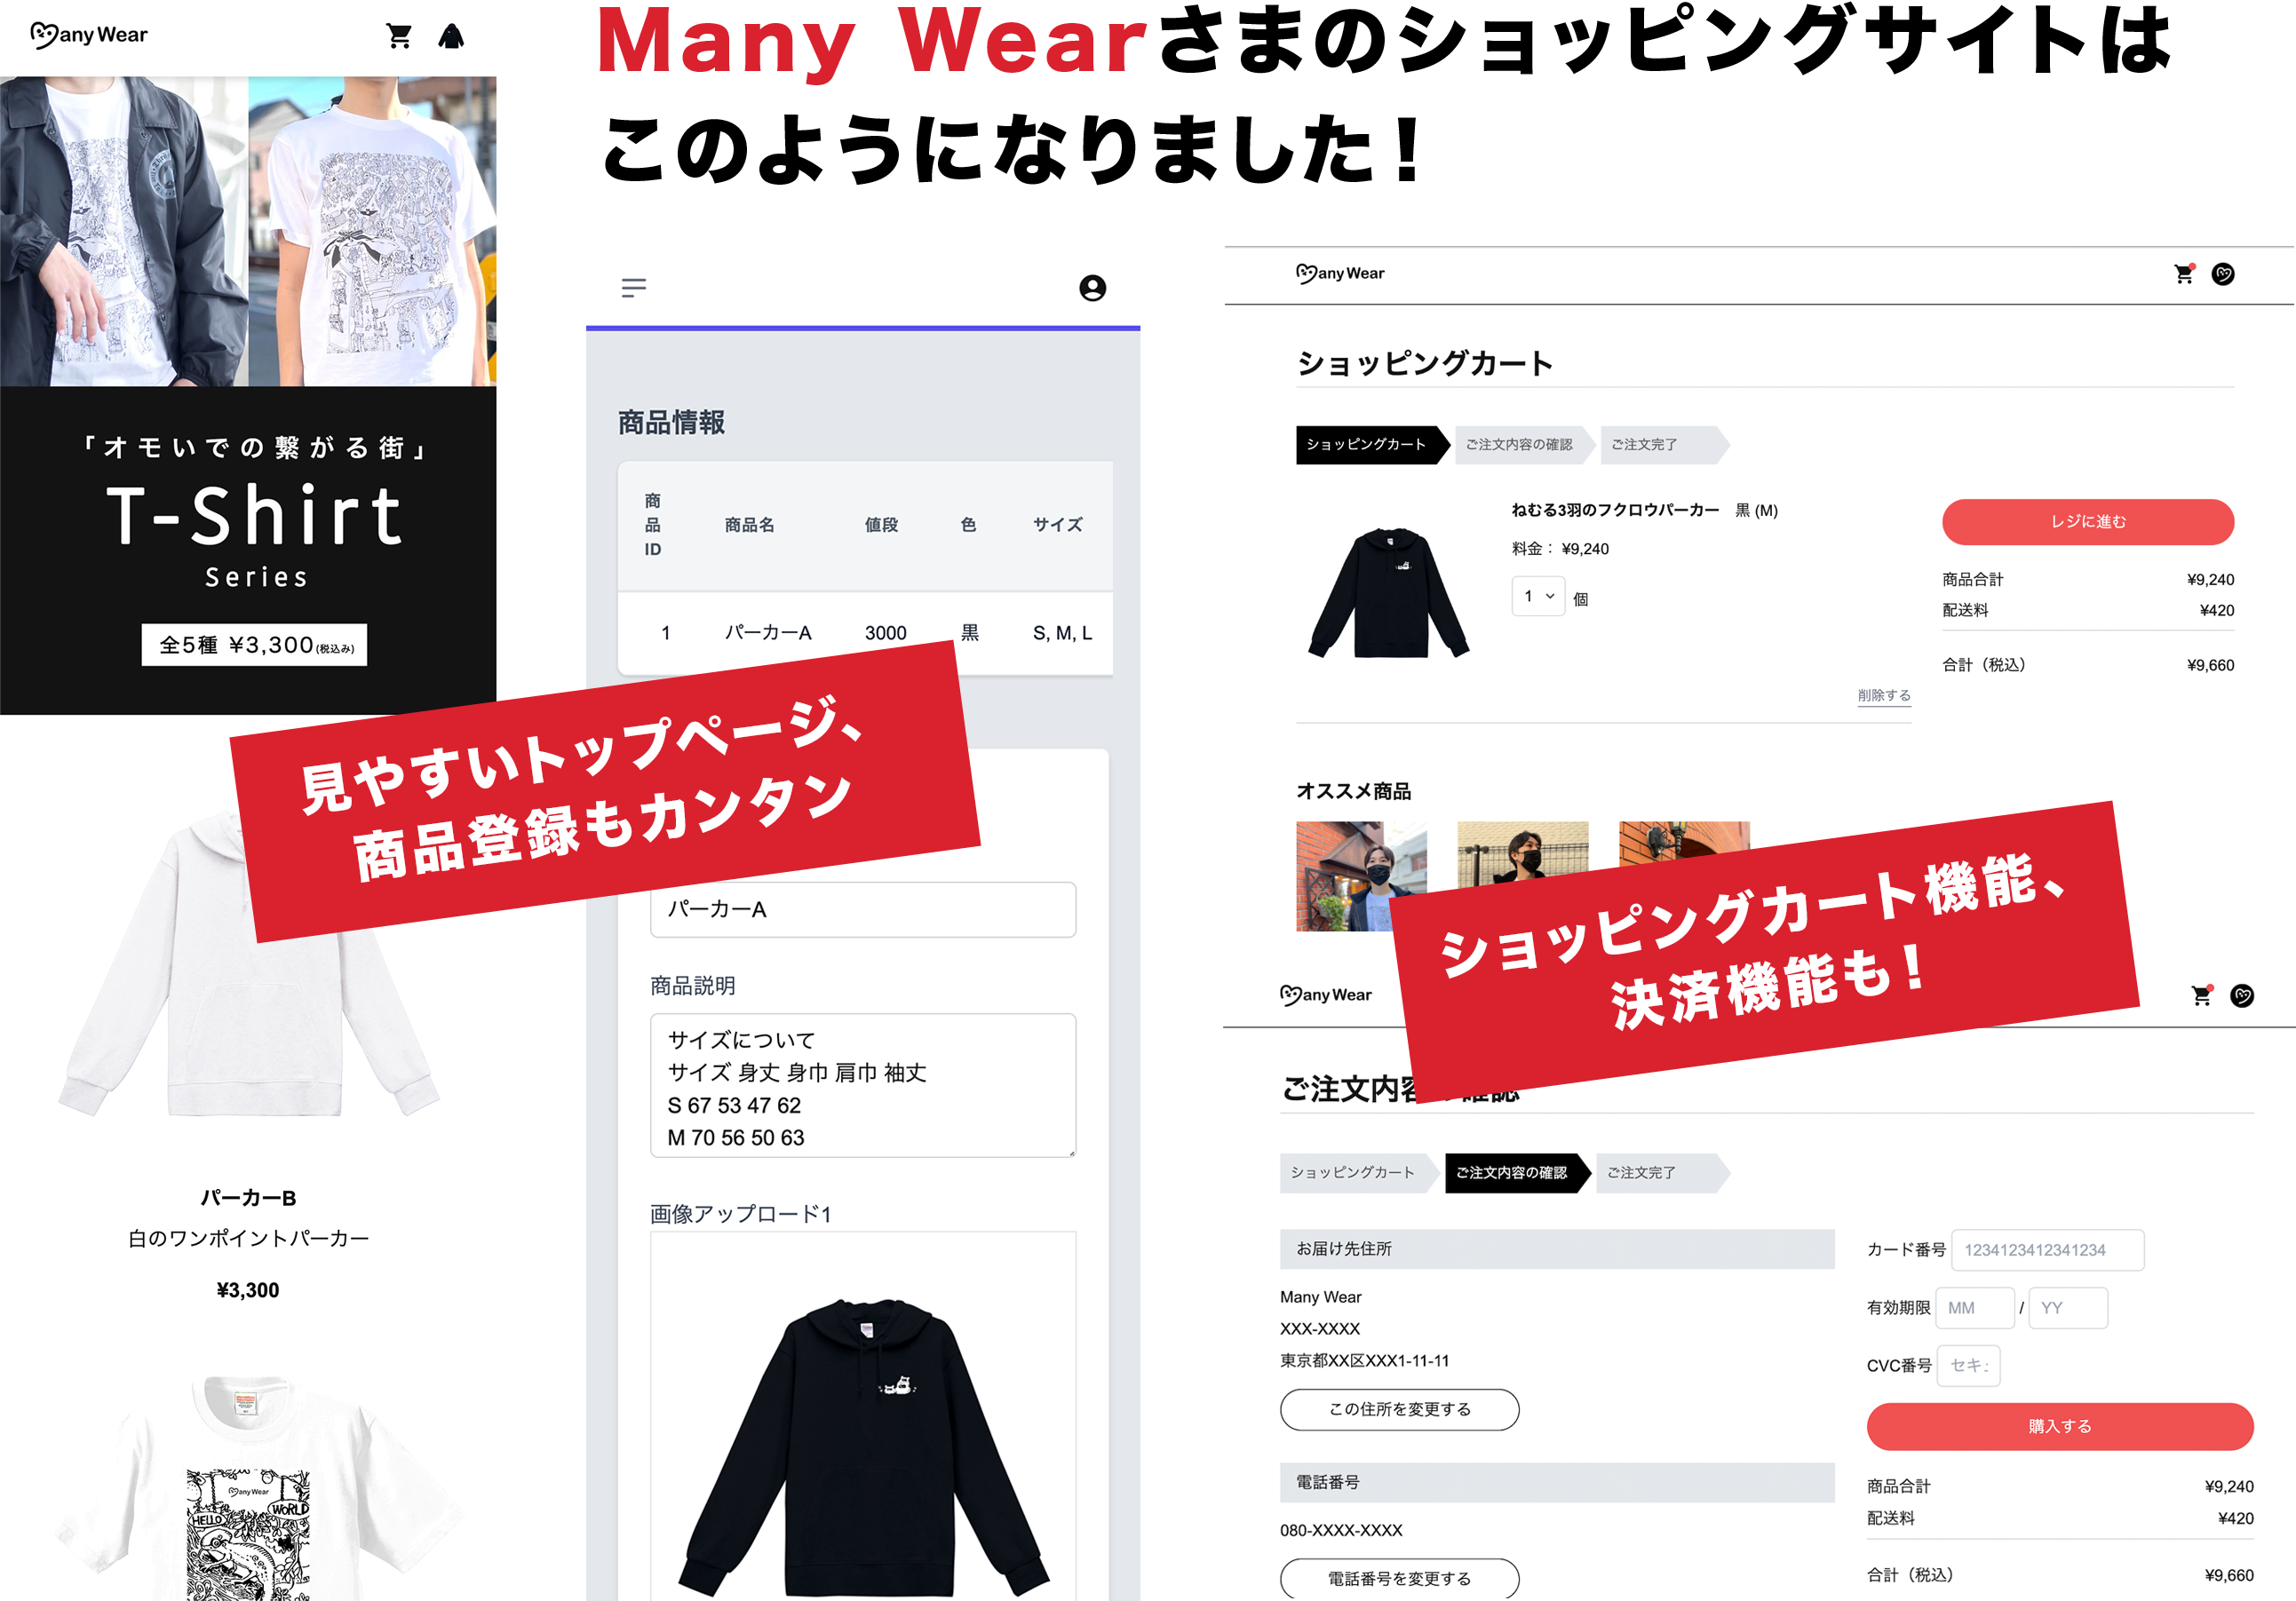 Many Wearさまのショッピングサイトは
このようになりました！
Many Wear
「オモいでの繋がる街」
T-Shirt
Series
全5種 ¥3,300(税込み)
見やすいトップページ、
商品登録もカンタン
パーカーB
白のワンポイントパーカー
¥3,300
Many Wear
HELLO
WORLD
商品情報
商品ID 商品名 値段 色 サイズ
1 パーカーA 3000 黒 S, M, L
パーカーA
商品説明
サイズについて
サイズ 身丈 身巾 肩巾 袖丈
S 67 53 47 62
M 70 56 50 63
画像アップロード1
Many Wear
ショッピングカート
ショッピングカート ご注文内容の確認 ご注文完了
ねむる3羽のフクロウパーカー 黒 (M)
料金： ¥9,240
1 個
削除する
レジに進む
商品合計 ¥9,240
配送料 ¥420
合計（税込） ¥9,660
オススメ商品
ショッピングカート機能、
決済機能も！
Many Wear
ご注文内容の確認
ショッピングカート ご注文内容の確認 ご注文完了
お届け先住所
Many Wear
XXX-XXXX
東京都XX区XXX1-11-11
この住所を変更する
電話番号
080-XXXX-XXXX
電話番号を変更する
カード番号 1234123412341234
有効期限 MM / YY
CVC番号 セキ
購入する
商品合計 ¥9,240
配送料 ¥420
合計（税込） ¥9,660